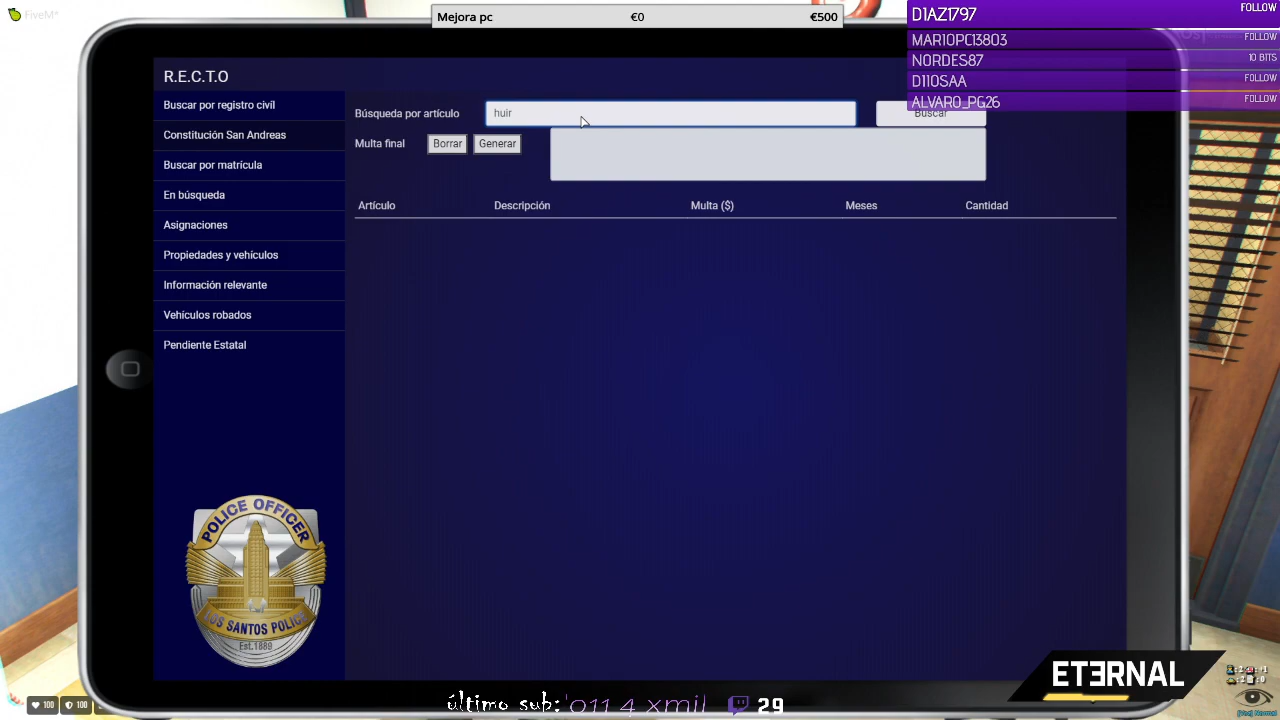 FiveM*
Mejora pc €0 €500
D1AZ1797 FOLLOW
MARIOPC13803 FOLLOW
NORDES87 10 BITS
D110SAA FOLLOW
ALVARO_PG26 FOLLOW
R.E.C.T.O
Buscar por registro civíl
Constitución San Andreas
Buscar por matrícula
En búsqueda
Asignaciones
Propiedades y vehículos
Información relevante
Vehículos robados
Pendiente Estatal
Búsqueda por artículo huir Buscar
Multa final Borrar Generar
Artículo Descripción Multa ($) Meses Cantidad
POLICE OFFICER
LOS SANTOS POLICE
Est.1889
ETERNAL
100 100
último sub: 29